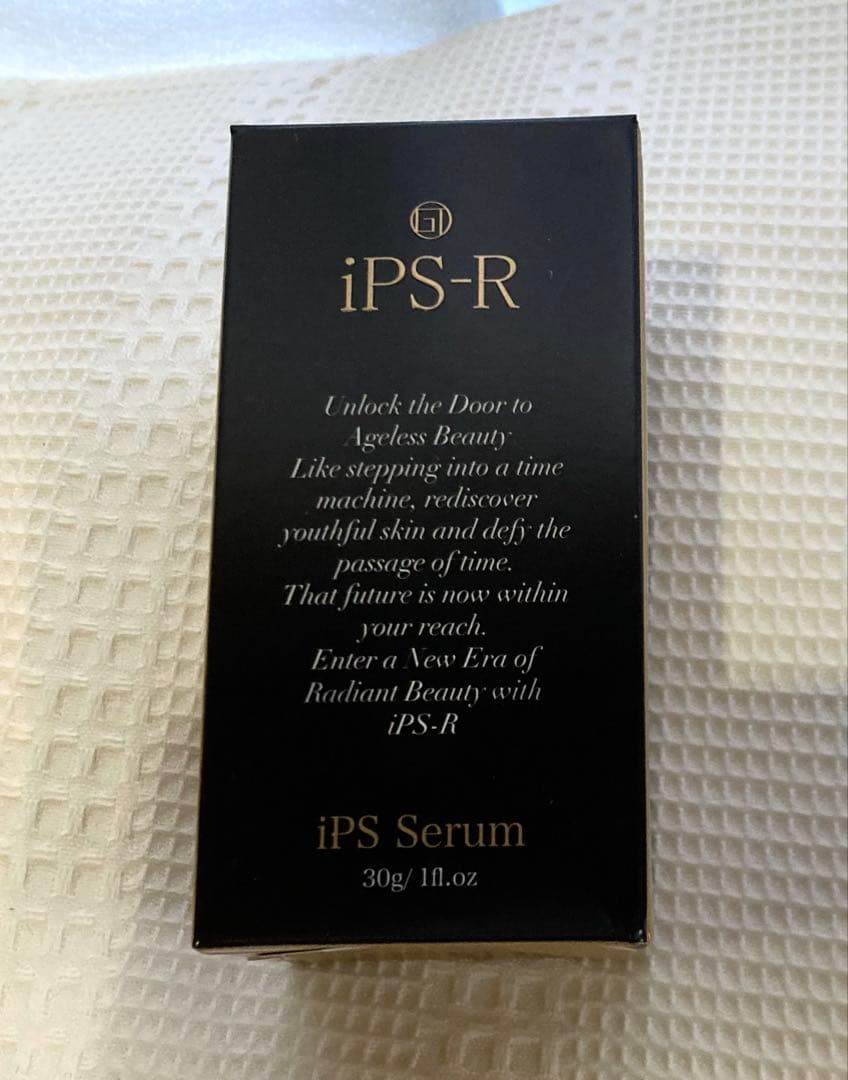 iPS-R
Unlock the Door to
Ageless Beauty
Like stepping into a time
machine, rediscover
youthful skin and defy the
passage of time.
That future is now within
your reach.
Enter a New Era of
Radiant Beauty with
iPS-R
iPS Serum
30g/ 1fl.oz